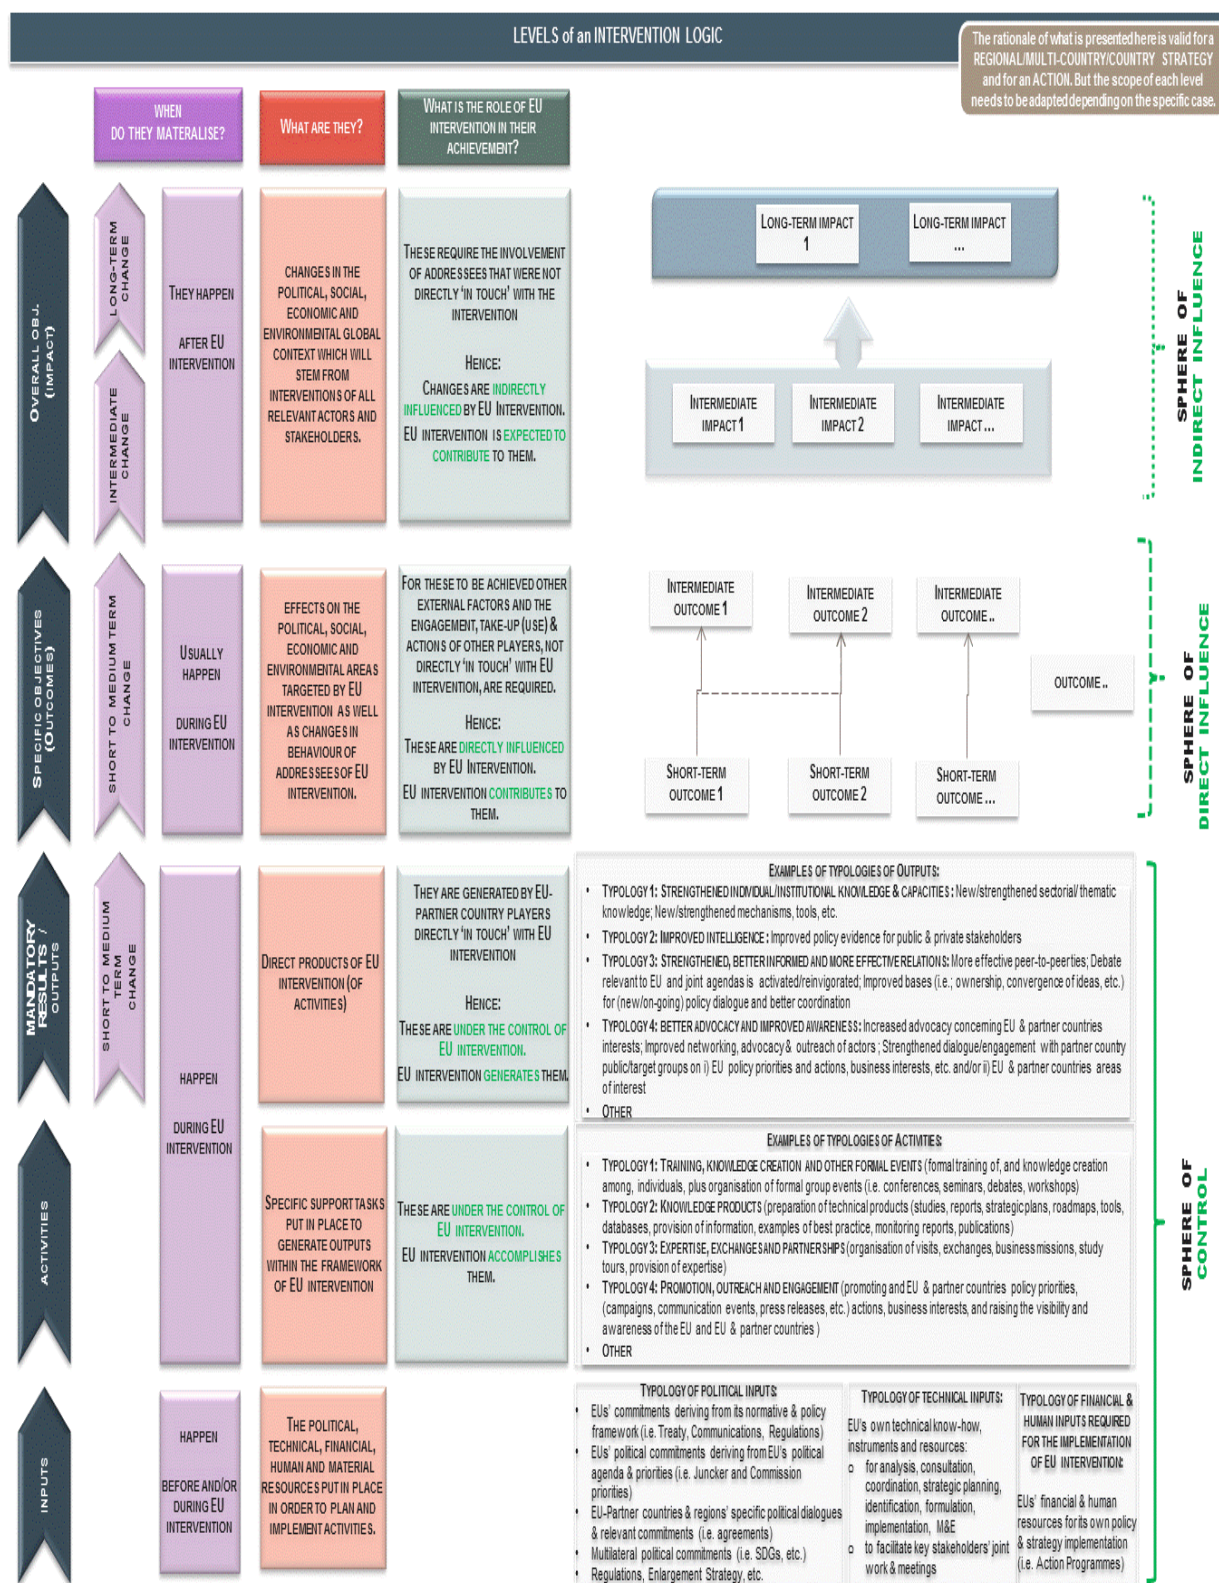 LEVELS of an INTERVENTION LOGIC
The rationale of what is presented here is valid for a
REGIONAL/MULTI-COUNTRY/COUNTRY STRATEGY
and for an ACTION. But the scope of each level
needs to be adapted depending on the specific case.
WHEN
DO THEY MATERALISE?
WHAT ARE THEY?
WHAT IS THE ROLE OF EU
INTERVENTION IN THEIR
ACHIEVEMENT?
OVERALL OBJ.
(IMPACT)
LONG-TERM
CHANGE
INTERMEDIATE
CHANGE
THEY HAPPEN
AFTER EU
INTERVENTION
CHANGES IN THE
POLITICAL, SOCIAL,
ECONOMIC AND
ENVIRONMENTAL GLOBAL
CONTEXT WHICH WILL
STEM FROM
INTERVENTIONS OF ALL
RELEVANT ACTORS AND
STAKEHOLDERS.
THESE REQUIRE THE INVOLVEMENT
OF ADDRESSEES THAT WERE NOT
DIRECTLY 'IN TOUCH' WITH THE
INTERVENTION
HENCE:
CHANGES ARE INDIRECTLY
INFLUENCED BY EU INTERVENTION.
EU INTERVENTION IS EXPECTED TO
CONTRIBUTE TO THEM.
LONG-TERM IMPACT
1
LONG-TERM IMPACT
...
INTERMEDIATE
IMPACT 1
INTERMEDIATE
IMPACT 2
INTERMEDIATE
IMPACT...
SPHERE OF
INDIRECT INFLUENCE
SPECIFIC OBJECTIVES
(OUTCOMES)
SHORT TO MEDIUM TERM
CHANGE
USUALLY
HAPPEN
DURING EU
INTERVENTION
EFFECTS ON THE
POLITICAL, SOCIAL,
ECONOMIC AND
ENVIRONMENTAL AREAS
TARGETED BY EU
INTERVENTION AS WELL
AS CHANGES IN
BEHAVIOUR OF
ADDRESSEES OF EU
INTERVENTION.
FOR THESE TO BE ACHIEVED OTHER
EXTERNAL FACTORS AND THE
ENGAGEMENT, TAKE-UP (USE) &
ACTIONS OF OTHER PLAYERS, NOT
DIRECTLY 'IN TOUCH' WITH EU
INTERVENTION, ARE REQUIRED.
HENCE:
THESE ARE DIRECTLY INFLUENCED
BY EU INTERVENTION.
EU INTERVENTION CONTRIBUTES TO
THEM.
INTERMEDIATE
OUTCOME 1
INTERMEDIATE
OUTCOME 2
INTERMEDIATE
OUTCOME..
OUTCOME ..
SHORT-TERM
OUTCOME 1
SHORT-TERM
OUTCOME 2
SHORT-TERM
OUTCOME ...
SPHERE OF
DIRECT INFLUENCE
MANDATORY
RESULTS /
OUTPUTS
SHORT TO MEDIUM
TERM
CHANGE
HAPPEN
DURING EU
INTERVENTION
DIRECT PRODUCTS OF EU
INTERVENTION (OF
ACTIVITIES)
THEY ARE GENERATED BY EU-
PARTNER COUNTRY PLAYERS
DIRECTLY 'IN TOUCH' WITH EU
INTERVENTION
HENCE:
THESE ARE UNDER THE CONTROL OF
EU INTERVENTION.
EU INTERVENTION GENERATES THEM.
EXAMPLES OF TYPOLOGIES OF OUTPUTS:
• TYPOLOGY 1: STRENGTHENED INDIVIDUAL/INSTITUTIONAL KNOWLEDGE & CAPACITIES : New/strengthened sectorial/ thematic
knowledge; New/strengthened mechanisms, tools, etc.
• TYPOLOGY 2: IMPROVED INTELLIGENCE: Improved policy evidence for public & private stakeholders
• TYPOLOGY 3: STRENGTHENED, BETTER INFORMED AND MORE EFFECTIVE RELATIONS: More effective peer-to-peerties; Debate
relevant to EU and joint agendas is activated/reinvigorated; Improved bases (i.e.; ownership, convergence of ideas, etc.)
for (new/on-going) policy dialogue and better coordination
• TYPOLOGY 4: BETTER ADVOCACY AND IMPROVED AWARENESS: Increased advocacy concerning EU & partner countries
interests; Improved networking, advocacy & outreach of actors ; Strengthened dialogue/engagement with partner country
public/target groups on i) EU policy priorities and actions, business interests, etc. and/or ii) EU & partner countries areas
of interest
• OTHER
ACTIVITIES
SPECIFIC SUPPORT TASKS
PUT IN PLACE TO
GENERATE OUTPUTS
WITHIN THE FRAMEWORK
OF EU INTERVENTION
THESE ARE UNDER THE CONTROL OF
EU INTERVENTION.
EU INTERVENTION ACCOMPLISHES
THEM.
EXAMPLES OF TYPOLOGIES OF ACTIVITIES:
• TYPOLOGY 1: TRAINING, KNOWLEDGE CREATION AND OTHER FORMAL EVENTS (formal training of, and knowledge creation
among, individuals, plus organisation of formal group events (i.e. conferences, seminars, debates, workshops)
• TYPOLOGY 2: KNOWLEDGE PRODUCTS (preparation of technical products (studies, reports, strategic plans, roadmaps, tools,
databases, provision of information, examples of best practice, monitoring reports, publications)
• TYPOLOGY 3: EXPERTISE, EXCHANGES AND PARTNERSHIPS (organisation of visits, exchanges, business missions, study
tours, provision of expertise)
• TYPOLOGY 4: PROMOTION, OUTREACH AND ENGAGEMENT (promoting and EU & partner countries policy priorities,
(campaigns, communication events, press releases, etc.) actions, business interests, and raising the visibility and
awareness of the EU and EU & partner countries )
• OTHER
SPHERE OF
CONTROL
INPUTS
HAPPEN
BEFORE AND/OR
DURING EU
INTERVENTION
THE POLITICAL,
TECHNICAL, FINANCIAL,
HUMAN AND MATERIAL
RESOURCES PUT IN PLACE
IN ORDER TO PLAN AND
IMPLEMENT ACTIVITIES.
TYPOLOGY OF POLITICAL INPUTS:
• EUs' commitments deriving from its normative & policy
framework (i.e. Treaty, Communications, Regulations)
• EUs' political commitments deriving from EU's political
agenda & priorities (i.e. Juncker and Commission
priorities)
• EU-Partner countries & regions' specific political dialogues
& relevant commitments (i.e. agreements)
• Multilateral political commitments (i.e. SDGs, etc.)
• Regulations, Enlargement Strategy, etc.
TYPOLOGY OF TECHNICAL INPUTS:
EU's own technical know-how,
instruments and resources:
o for analysis, consultation,
coordination, strategic planning,
identification, formulation,
implementation, M&E
o to facilitate key stakeholders' joint
work & meetings
TYPOLOGY OF FINANCIAL &
HUMAN INPUTS REQUIRED
FOR THE IMPLEMENTATION
OF EU INTERVENTION:
EUs' financial & human
resources for its own policy
& strategy implementation
(i.e. Action Programmes)